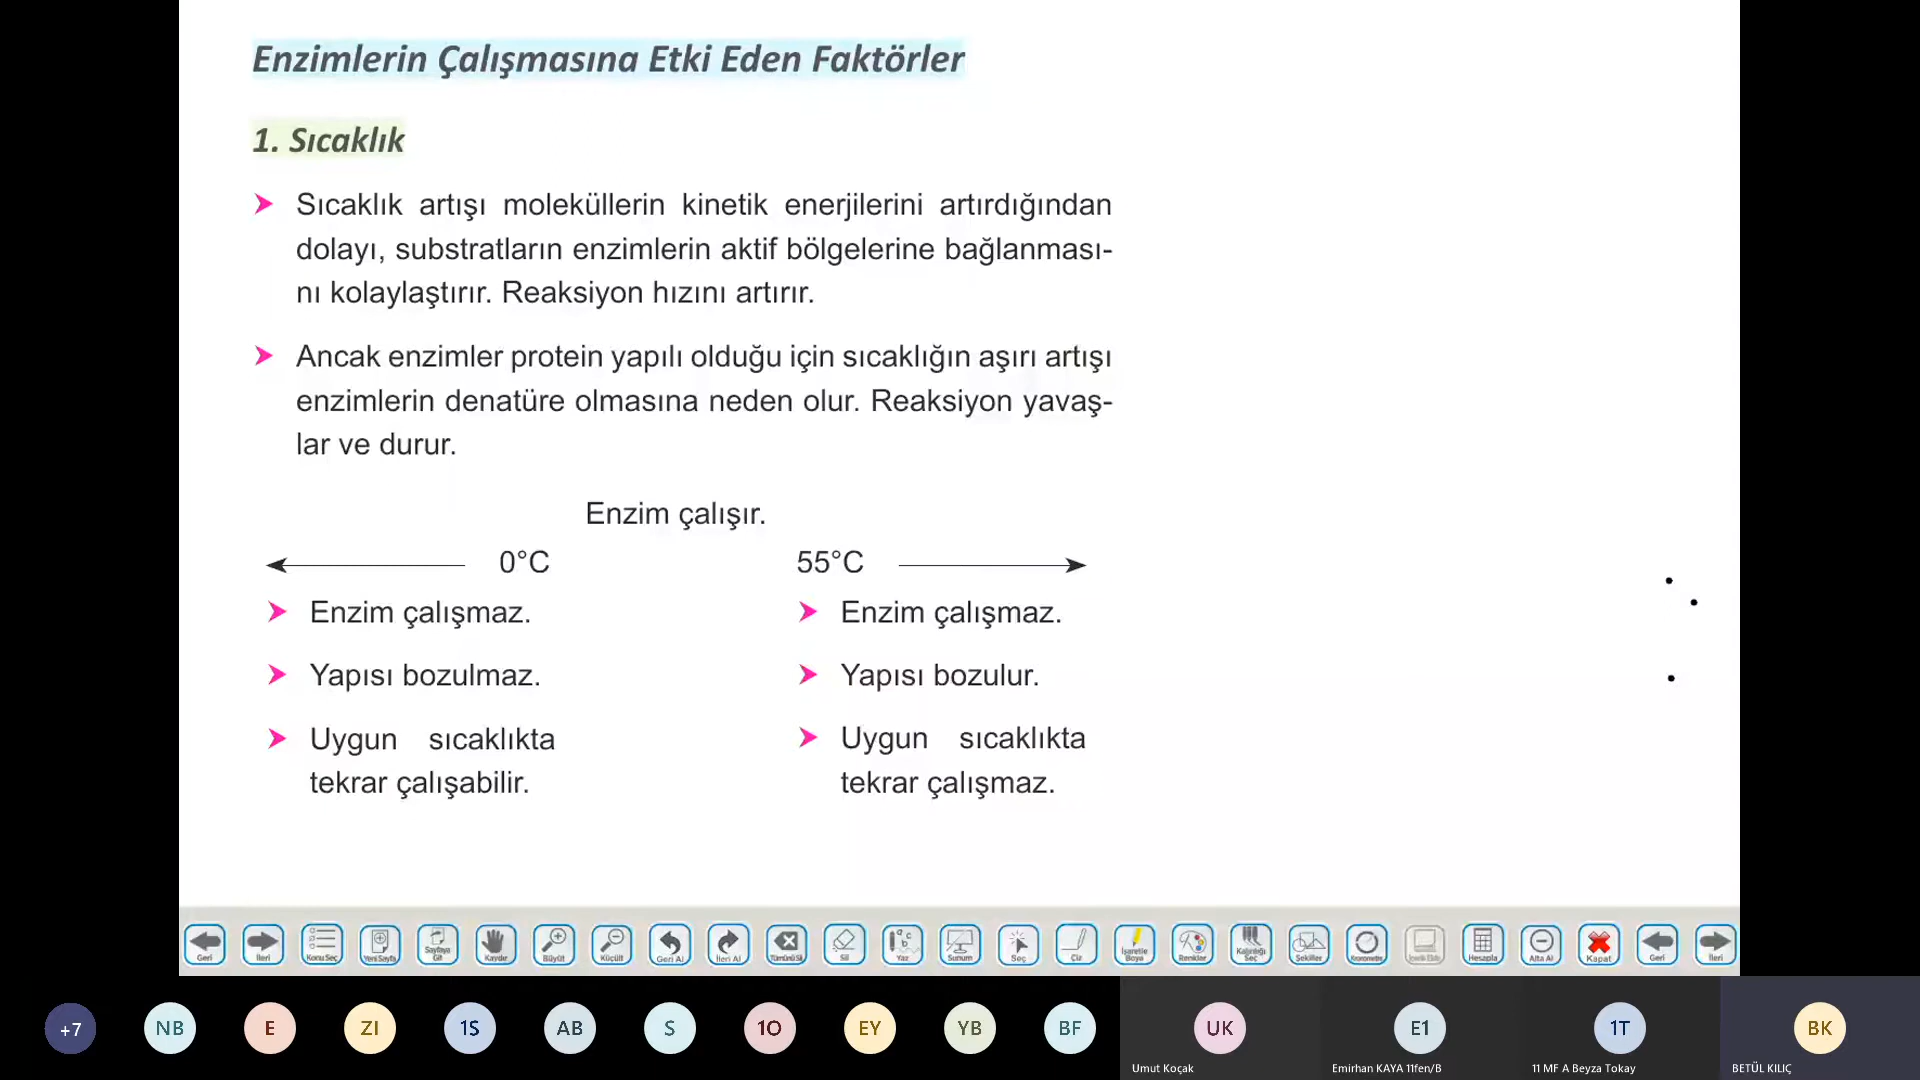 Enzimlerin Çalışmasına Etki Eden Faktörler
1. Sıcaklık
Sıcaklık artışı moleküllerin kinetik enerjilerini artırdığından
dolayı, substratların enzimlerin aktif bölgelerine bağlanması-
nı kolaylaştırır. Reaksiyon hızını artırır.
Ancak enzimler protein yapılı olduğu için sıcaklığın aşırı artışı
enzimlerin denatüre olmasına neden olur. Reaksiyon yavaş-
lar ve durur.
Enzim çalışır.
0°C 55°C
Enzim çalışmaz.
Yapısı bozulmaz.
Uygun sıcaklıkta
tekrar çalışabilir.
Enzim çalışmaz.
Yapısı bozulur.
Uygun sıcaklıkta
tekrar çalışmaz.
Geri İleri Konu Seç Yeni Sayfa Sayfaya Git Kaydır Büyüt Küçült Geri Al İleri Al Tümünü Sil Sil Yaz Sunum Seç Çiz İşaretle Boya Renkler Kalınlığı Seç Şekiller Kronometre Hesapla Alta Al Kapat Geri İleri
+7 NB E ZI 1S AB S 1O EY YB BF UK E1 1T BK
Umut Koçak Emirhan KAYA 11fen/B 11 MF A Beyza Tokay BETÜL KILIÇ